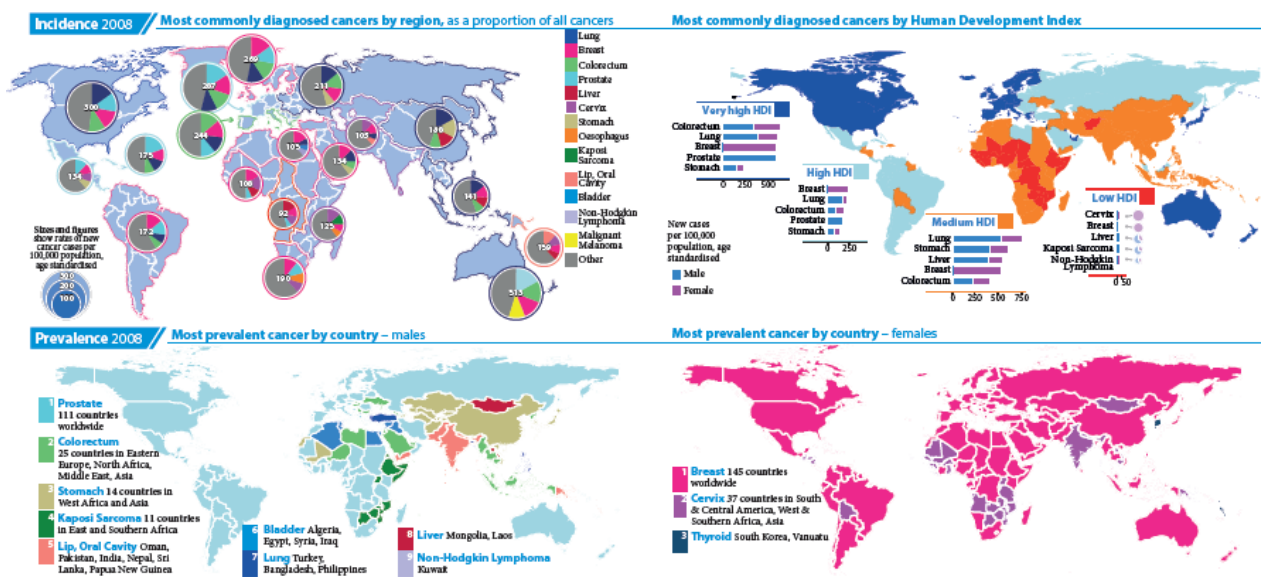 Incidence 2008
Most commonly diagnosed cancers by region, as a proportion of all cancers
300
269
267
244
211
186
175
134
172
105
105
134
108
92
125
190
141
159
313
Sizes and figures
show rates of new
cancer cases per
100,000 population,
age standardised
300
200
100
Lung
Breast
Colorectum
Prostate
Liver
Cervix
Stomach
Oesophagus
Kaposi
Sarcoma
Lip, Oral
Cavity
Bladder
Non-Hodgkin
Lymphoma
Malignant
Melanoma
Other
Most commonly diagnosed cancers by Human Development Index
Very high HDI
Colorectum
Lung
Breast
Prostate
Stomach
0 250 500
High HDI
Breast
Lung
Colorectum
Prostate
Stomach
0 250
Medium HDI
Lung
Stomach
Liver
Breast
Colorectum
0 250 500 750
Low HDI
Cervix
Breast
Liver
Kaposi Sarcoma
Non-Hodgkin
Lymphoma
0 50
New cases
per 100,000
population, age
standardised
Male
Female
Prevalence 2008
Most prevalent cancer by country – males
1 Prostate
111 countries
worldwide
2 Colorectum
25 countries in Eastern
Europe, North Africa,
Middle East, Asia
3 Stomach 14 countries in
West Africa and Asia
4 Kaposi Sarcoma 11 countries
in East and Southern Africa
5 Lip, Oral Cavity Oman,
Pakistan, India, Nepal, Sri
Lanka, Papua New Guinea
6 Bladder Algeria,
Egypt, Syria, Iraq
7 Lung Turkey,
Bangladesh, Philippines
8 Liver Mongolia, Laos
9 Non-Hodgkin Lymphoma
Kuwait
Most prevalent cancer by country – females
1 Breast 145 countries
worldwide
2 Cervix 37 countries in South
& Central America, West &
Southern Africa, Asia
3 Thyroid South Korea, Vanuatu